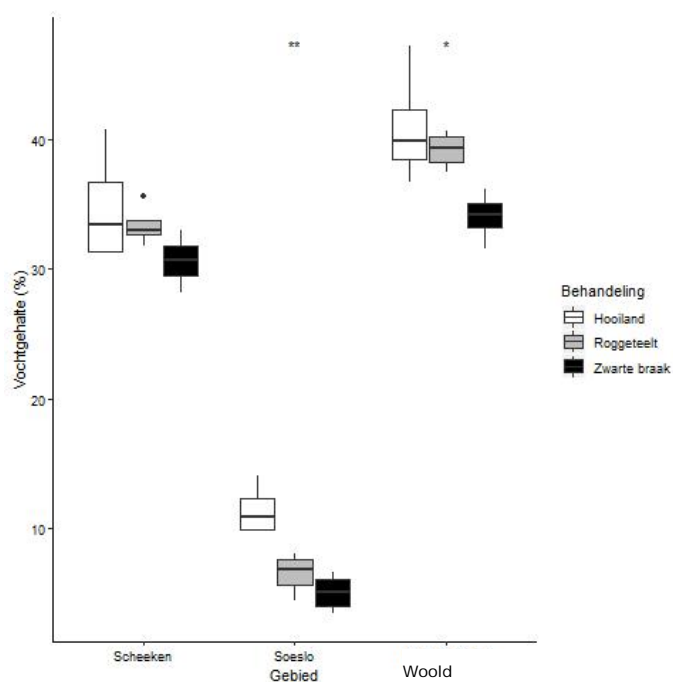 ** *
40
30
20
10
Vochtgehalte (%)
Behandeling
Hooiland
Roggeteelt
Zwarte braak
Scheeken Soeslo Woold
Gebied